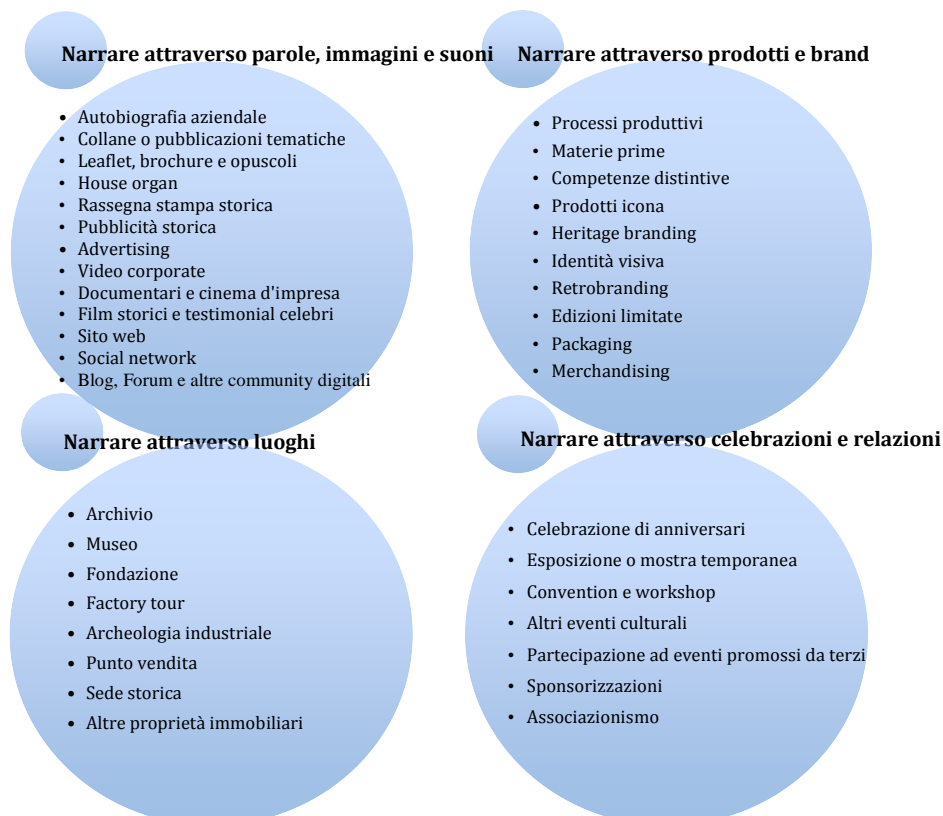 Narrare attraverso parole, immagini e suoni
• Autobiografia aziendale
• Collane o pubblicazioni tematiche
• Leaflet, brochure e opuscoli
• House organ
• Rassegna stampa storica
• Pubblicità storica
• Advertising
• Video corporate
• Documentari e cinema d'impresa
• Film storici e testimonial celebri
• Sito web
• Social network
• Blog, Forum e altre community digitali
Narrare attraverso prodotti e brand
• Processi produttivi
• Materie prime
• Competenze distintive
• Prodotti icona
• Heritage branding
• Identità visiva
• Retrobranding
• Edizioni limitate
• Packaging
• Merchandising
Narrare attraverso luoghi
• Archivio
• Museo
• Fondazione
• Factory tour
• Archeologia industriale
• Punto vendita
• Sede storica
• Altre proprietà immobiliari
Narrare attraverso celebrazioni e relazioni
• Celebrazione di anniversari
• Esposizione o mostra temporanea
• Convention e workshop
• Altri eventi culturali
• Partecipazione ad eventi promossi da terzi
• Sponsorizzazioni
• Associazionismo